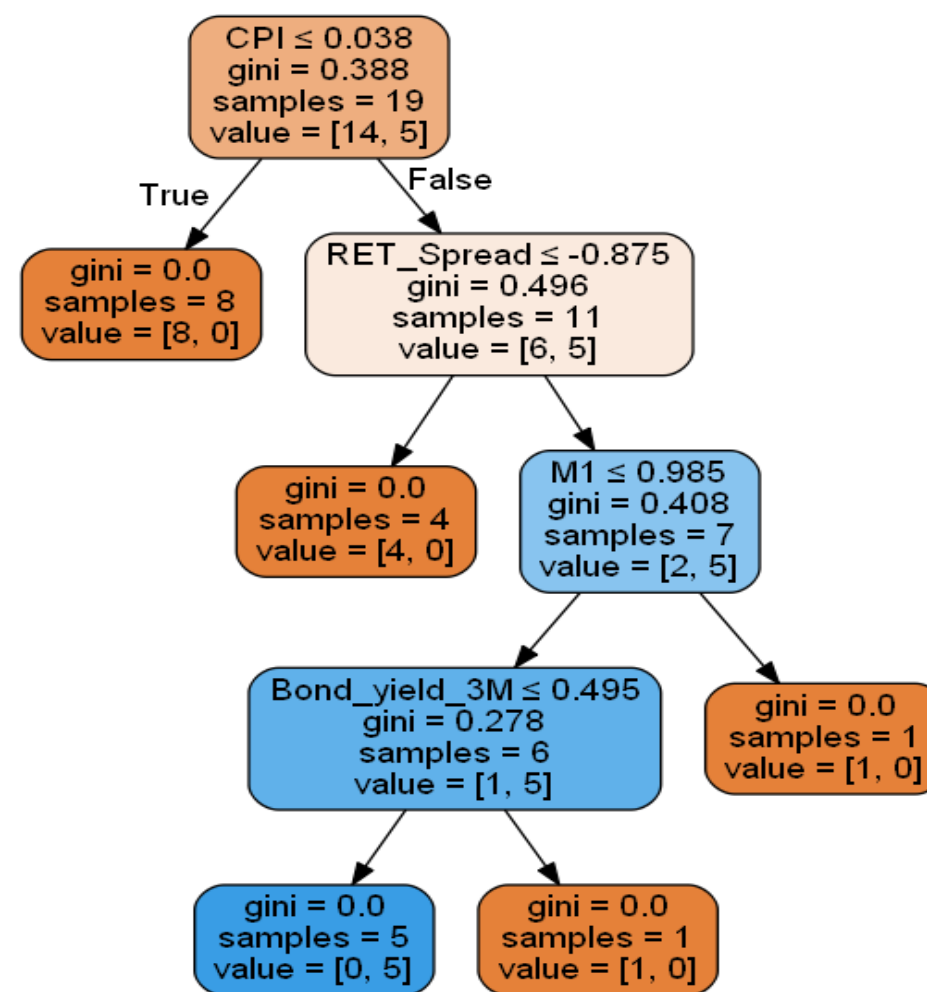 CPI ≤ 0.038
gini = 0.388
samples = 19
value = [14, 5]
True
False
gini = 0.0
samples = 8
value = [8, 0]
RET_Spread ≤ -0.875
gini = 0.496
samples = 11
value = [6, 5]
gini = 0.0
samples = 4
value = [4, 0]
M1 ≤ 0.985
gini = 0.408
samples = 7
value = [2, 5]
Bond_yield_3M ≤ 0.495
gini = 0.278
samples = 6
value = [1, 5]
gini = 0.0
samples = 1
value = [1, 0]
gini = 0.0
samples = 5
value = [0, 5]
gini = 0.0
samples = 1
value = [1, 0]